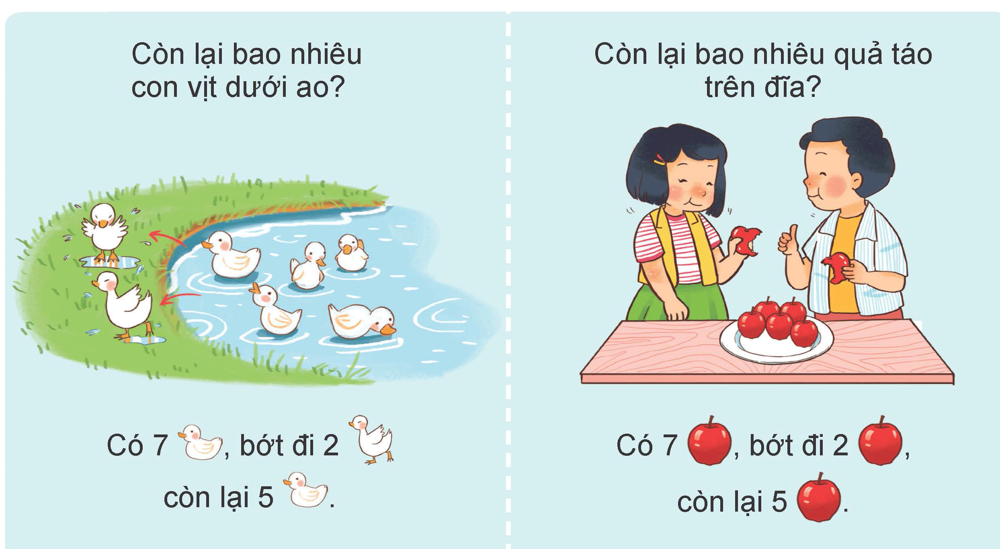 Còn lại bao nhiêu
con vịt dưới ao?
Có 7 , bớt đi 2
còn lại 5 .
Còn lại bao nhiêu quả táo
trên đĩa?
Có 7 , bớt đi 2 ,
còn lại 5 .